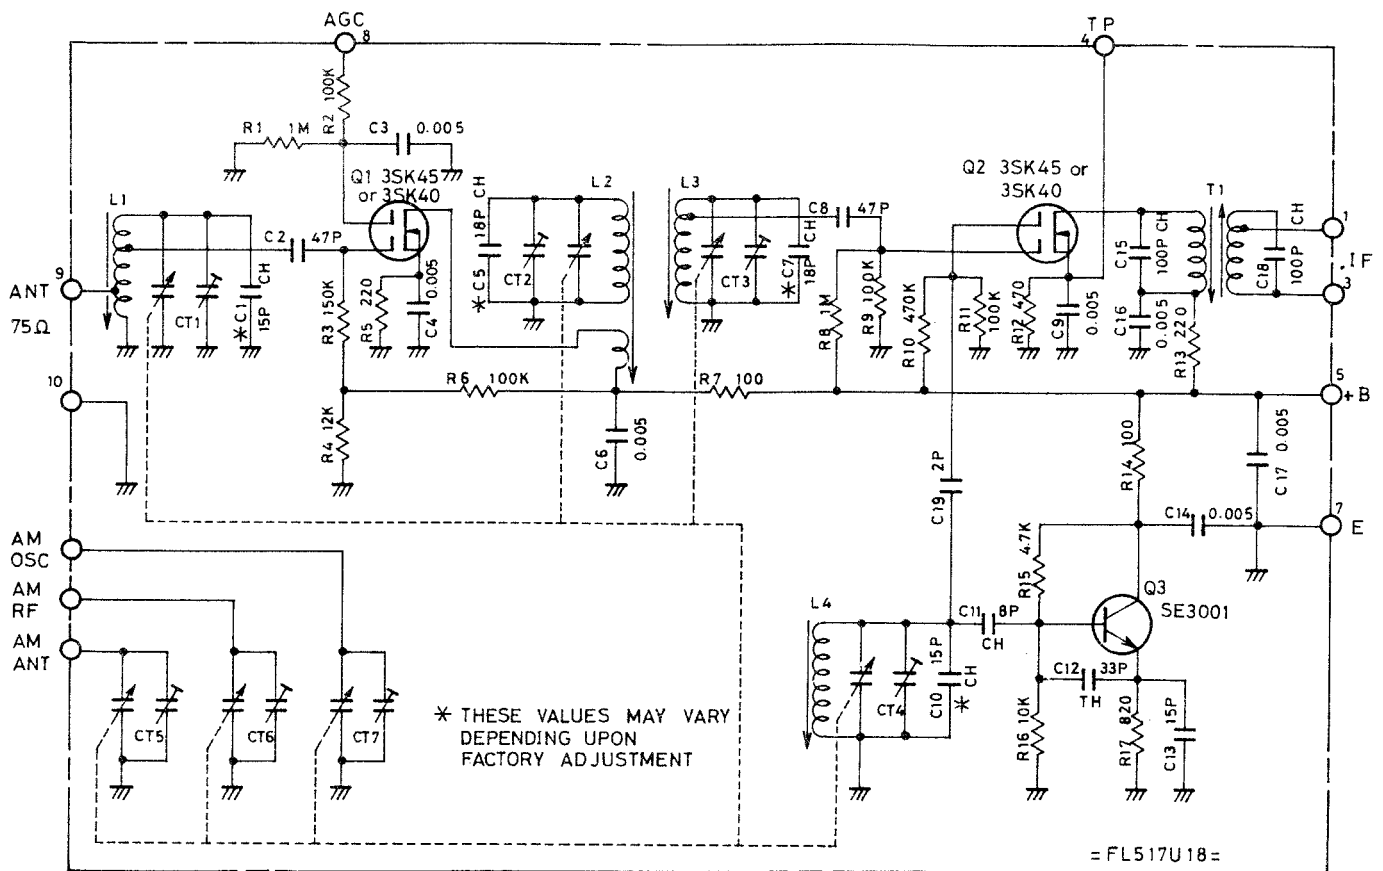 AGC
8
TP
4
R2 100K
R1 1M
C3 0.005
Q1 3SK45
or 3SK40
Q2 3SK45 or
3SK40
L1
L2
L3
T1
C2 47P
C8 47P
18P CH
* C5
CT2
CT3
* C7
18P CH
C15
100P CH
C18
100P
CH
1
.IF
3
9
ANT
75Ω
CT1
* C1
15P
CH
R3 150K
R5 220
C4
0.005
R8 1M
R9 100K
R10 470K
R11
100K
R12 470
C9
0.005
C16
0.005
R13 220
10
R6 100K
R7 100
5
+B
R4 12K
C6
0.005
C19 2P
R14 100
C17 0.005
C14 0.005
7
E
AM
OSC
AM
RF
AM
ANT
CT5
CT6
CT7
* THESE VALUES MAY VARY
DEPENDING UPON
FACTORY ADJUSTMENT
L4
CT4
C10 15P
CH
*
C11 8P
CH
R15 4.7K
Q3
SE3001
C12 33P
TH
R16 10K
R17 820
C13 15P
=FL517U18=